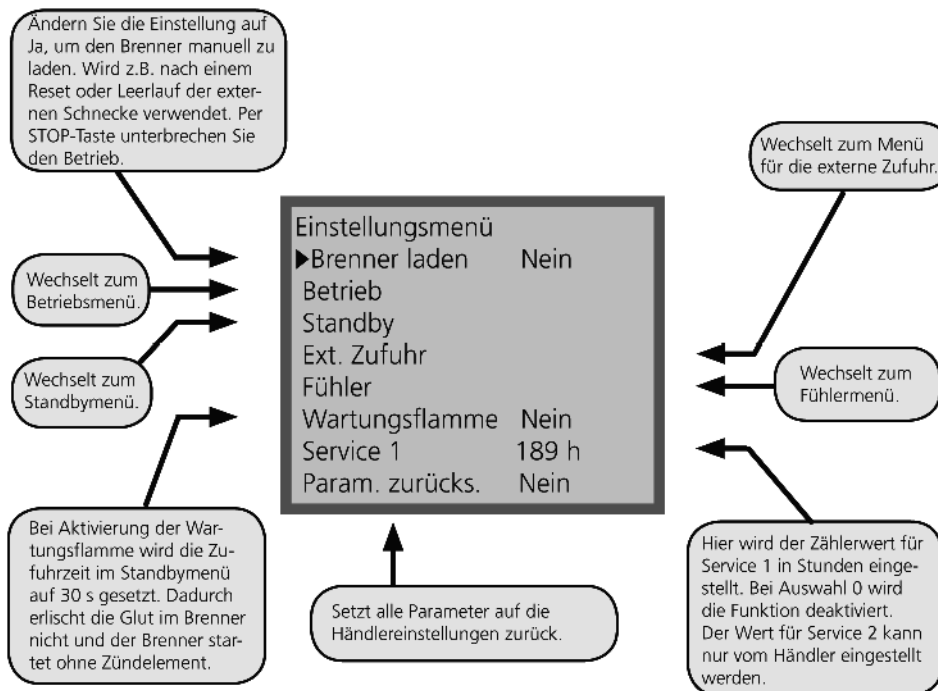 Ändern Sie die Einstellung auf
Ja, um den Brenner manuell zu
laden. Wird z.B. nach einem
Reset oder Leerlauf der exter-
nen Schnecke verwendet. Per
STOP-Taste unterbrechen Sie
den Betrieb.
Wechselt zum Menü
für die externe Zufuhr.
Wechselt zum
Betriebsmenü.
Wechselt zum
Standbymenü.
Einstellungsmenü
▶Brenner laden Nein
Betrieb
Standby
Ext. Zufuhr
Fühler
Wartungsflamme Nein
Service 1 189 h
Param. zurücks. Nein
Wechselt zum
Fühlermenü.
Bei Aktivierung der War-
tungsflamme wird die Zu-
fuhrzeit im Standbymenü
auf 30 s gesetzt. Dadurch
erlischt die Glut im Brenner
nicht und der Brenner star-
tet ohne Zündelement.
Setzt alle Parameter auf die
Händlereinstellungen zurück.
Hier wird der Zählerwert für
Service 1 in Stunden einge-
stellt. Bei Auswahl 0 wird
die Funktion deaktiviert.
Der Wert für Service 2 kann
nur vom Händler eingestellt
werden.